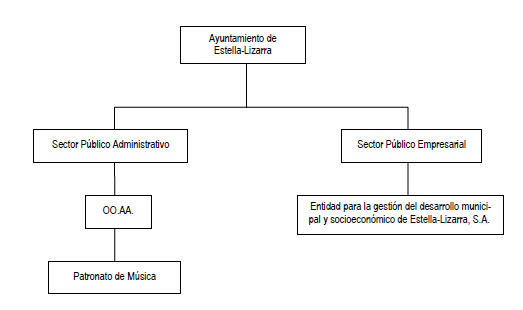 Ayuntamiento de
Estella-Lizarra
Sector Público Administrativo
Sector Público Empresarial
OO.AA.
Entidad para la gestión del desarrollo munici-
pal y socioeconómico de Estella-Lizarra, S.A.
Patronato de Música